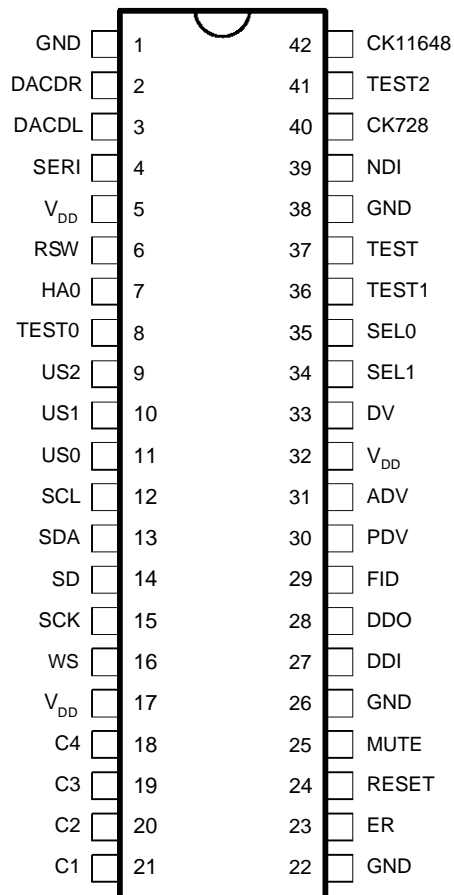 GND 1 42 CK11648
DACDR 2 41 TEST2
DACDL 3 40 CK728
SERI 4 39 NDI
VDD 5 38 GND
RSW 6 37 TEST
HA0 7 36 TEST1
TEST0 8 35 SEL0
US2 9 34 SEL1
US1 10 33 DV
US0 11 32 VDD
SCL 12 31 ADV
SDA 13 30 PDV
SD 14 29 FID
SCK 15 28 DDO
WS 16 27 DDI
VDD 17 26 GND
C4 18 25 MUTE
C3 19 24 RESET
C2 20 23 ER
C1 21 22 GND